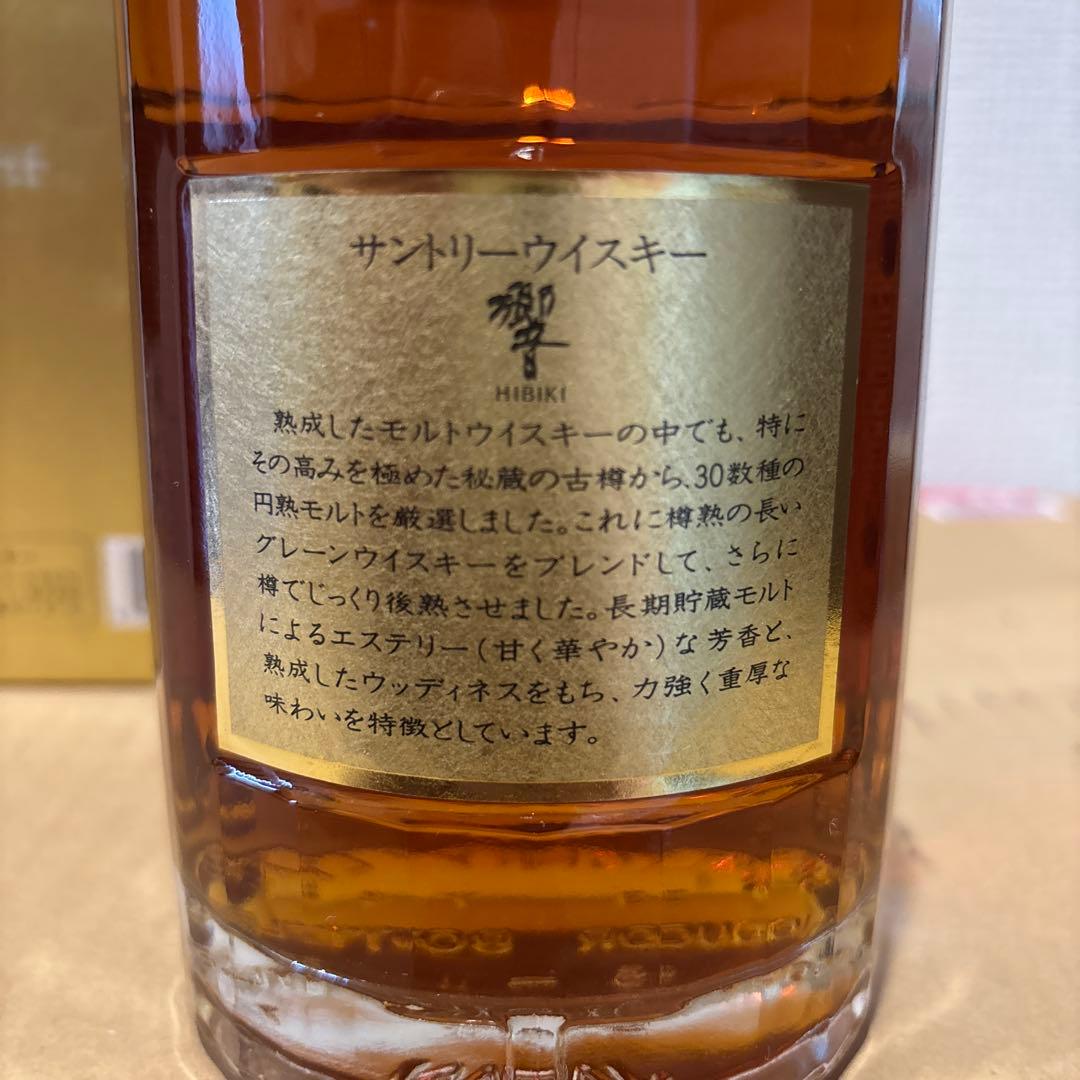 サントリーウイスキー
響
HIBIKI
熟成したモルトウイスキーの中でも、特に
その高みを極めた秘蔵の古樽から、30数種の
円熟モルトを厳選しました。これに樽熟の長い
グレーンウイスキーをブレンドして、さらに
樽でじっくり後熟させました。長期貯蔵モルト
によるエステリー(甘く華やか)な芳香と、
熟成したウッディネスをもち、力強く重厚な
味わいを特徴としています。